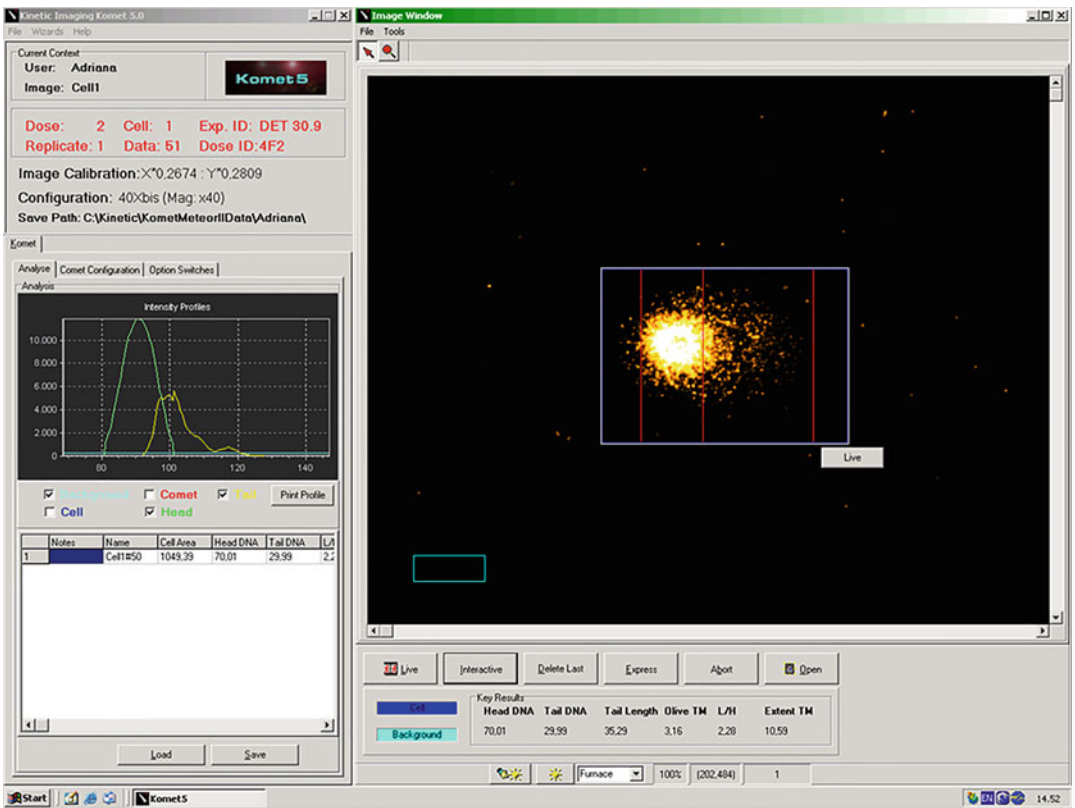 Kinetic Imaging Komet 5.0
File Wizards Help
Current Context
User: Adriana
Image: Cell1
Komet5
Dose: 2 Cell: 1 Exp. ID: DET 30.9
Replicate: 1 Data: 51 Dose ID:4F2
Image Calibration:X*0,2674 : Y*0,2809
Configuration: 40Xbis (Mag: x40)
Save Path: C:\Kinetic\KometMeteorIIData\Adriana\
Komet
Analyse Comet Configuration Option Switches
Analysis
Intensity Profiles
10.000
8.000
6.000
4.000
2.000
0
80 100 120 140
Background Comet Tail Print Profile
Cell Head
Notes Name Cell Area Head DNA Tail DNA
1 Cell1#50 1049,39 70,01 29,99
Load Save
Image Window
File Tools
Live
Live Interactive Delete Last Express Abort Open
Key Results
Cell Head DNA Tail DNA Tail Length Olive TM L/H Extent TM
Background 70,01 29,99 35,29 3,16 2,28 10,59
Furnace 100% (202,484) 1
Start Komet5 EN 14.52